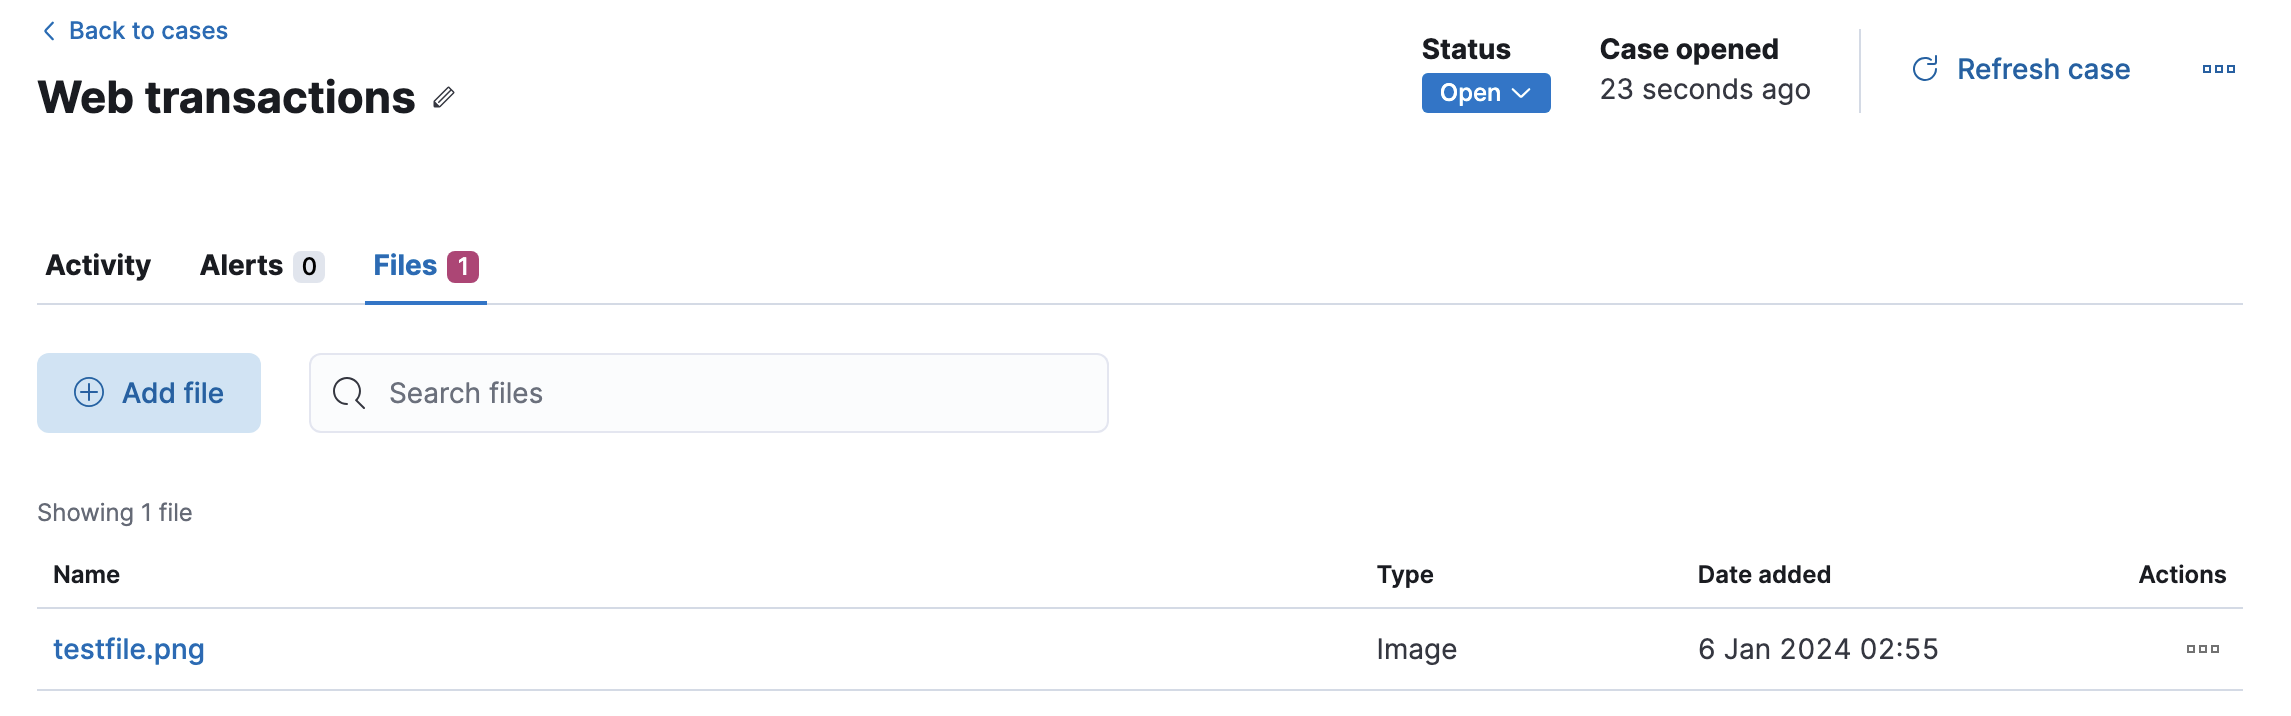 Back to cases
Web transactions
Status
Open
Case opened
23 seconds ago
Refresh case
Activity
Alerts 0
Files 1
Add file
Search files
Showing 1 file
Name Type Date added Actions
testfile.png Image 6 Jan 2024 02:55